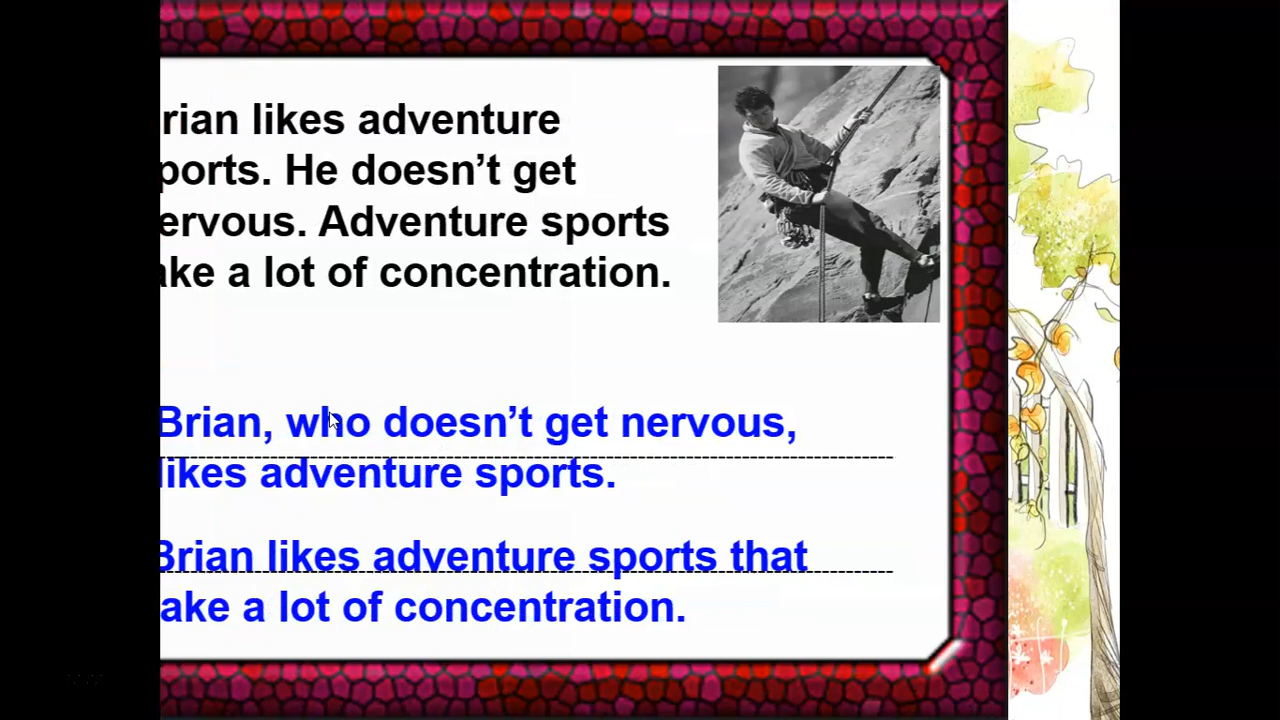 rian likes adventure
ports. He doesn’t get
ervous. Adventure sports
ake a lot of concentration.
Brian, who doesn’t get nervous,
likes adventure sports.
Brian likes adventure sports that
ake a lot of concentration.